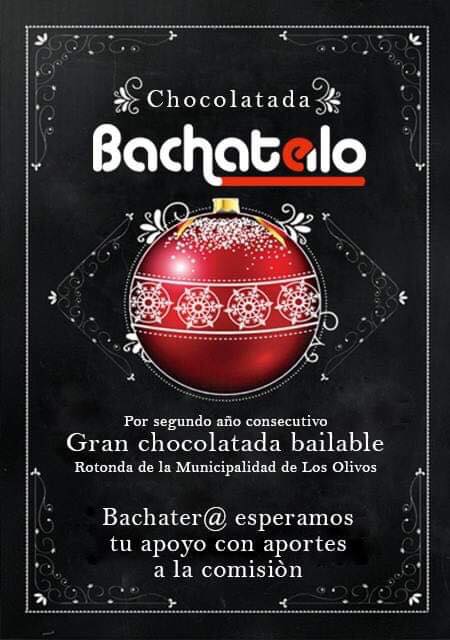 Chocolatada
Bachatello
Por segundo año consecutivo
Gran chocolatada bailable
Rotonda de la Municipalidad de Los Olivos
Bachater@ esperamos
tu apoyo con aportes
a la comisiòn